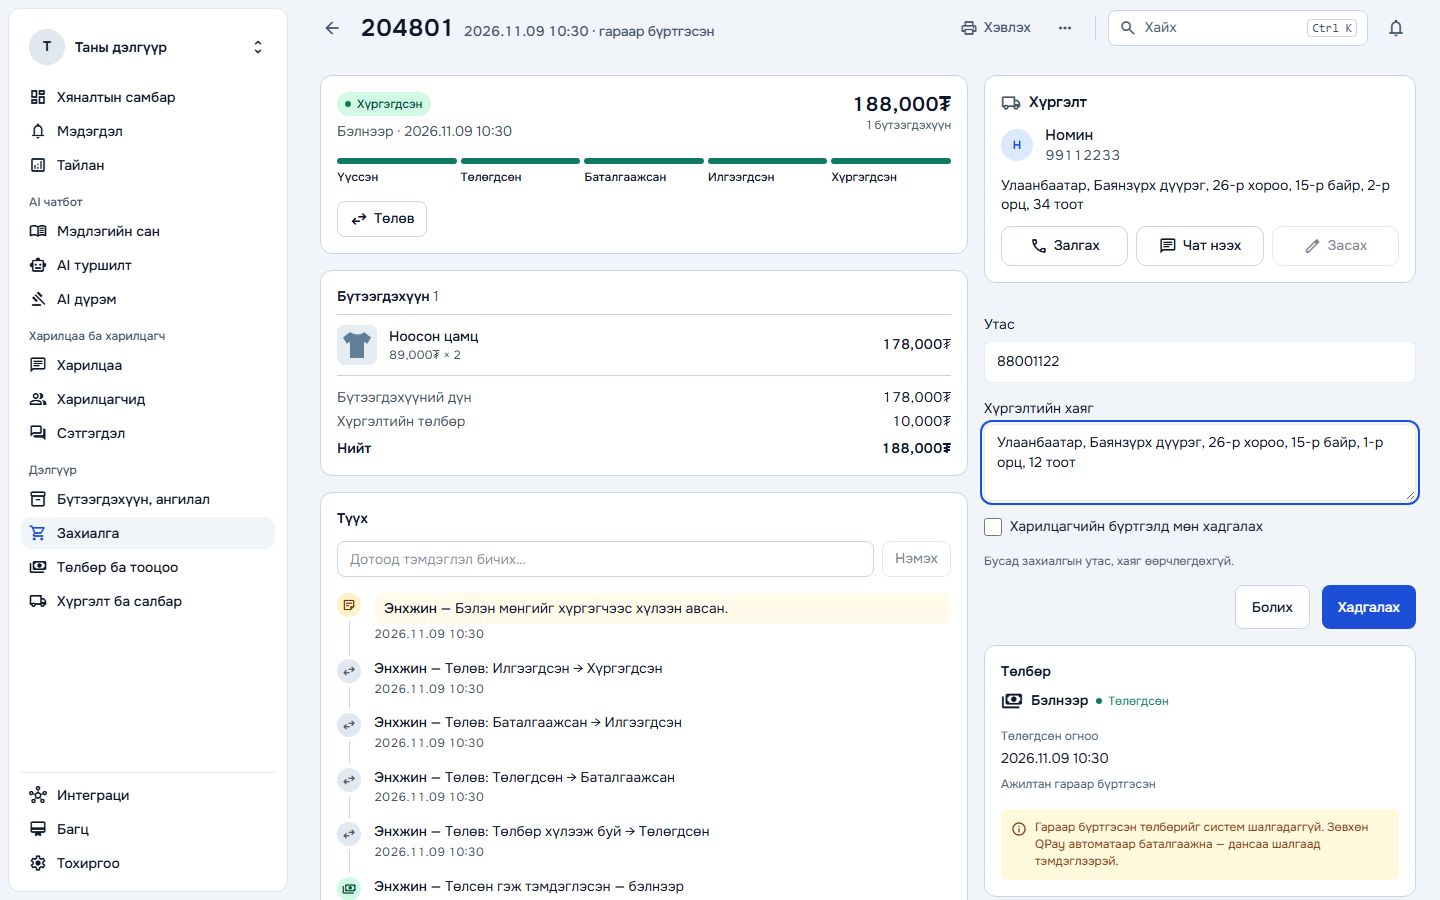 Т
Таны дэлгүүр
Хяналтын самбар
Мэдэгдэл
Тайлан
AI чатбот
Мэдлэгийн сан
AI туршилт
AI дүрэм
Харилцаа ба харилцагч
Харилцаа
Харилцагчид
Сэтгэгдэл
Дэлгүүр
Бүтээгдэхүүн, ангилал
Захиалга
Төлбөр ба тооцоо
Хүргэлт ба салбар
Интеграци
Багц
Тохиргоо
204801 2026.11.09 10:30 · гараар бүртгэсэн
Хэвлэх
Хайх
Ctrl K
Хүргэгдсэн
188,000₮
Бэлнээр · 2026.11.09 10:30
1 бүтээгдэхүүн
Үүссэн
Төлөгдсөн
Баталгаажсан
Илгээгдсэн
Хүргэгдсэн
Төлөв
Бүтээгдэхүүн 1
Ноосон цамц
89,000₮ × 2
178,000₮
Бүтээгдэхүүний дүн 178,000₮
Хүргэлтийн төлбөр 10,000₮
Нийт 188,000₮
Түүх
Дотоод тэмдэглэл бичих...
Нэмэх
Энхжин — Бэлэн мөнгийг хүргэгчээс хүлээн авсан.
2026.11.09 10:30
Энхжин — Төлөв: Илгээгдсэн → Хүргэгдсэн
2026.11.09 10:30
Энхжин — Төлөв: Баталгаажсан → Илгээгдсэн
2026.11.09 10:30
Энхжин — Төлөв: Төлөгдсөн → Баталгаажсан
2026.11.09 10:30
Энхжин — Төлөв: Төлбөр хүлээж буй → Төлөгдсөн
2026.11.09 10:30
Энхжин — Төлсөн гэж тэмдэглэсэн — бэлнээр
Хүргэлт
Н
Номин
99112233
Улаанбаатар, Баянзүрх дүүрэг, 26-р хороо, 15-р байр, 2-р
орц, 34 тоот
Залгах
Чат нээх
Засах
Утас
88001122
Хүргэлтийн хаяг
Улаанбаатар, Баянзүрх дүүрэг, 26-р хороо, 15-р байр, 1-р
орц, 12 тоот
Харилцагчийн бүртгэлд мөн хадгалах
Бусад захиалгын утас, хаяг өөрчлөгдөхгүй.
Болих
Хадгалах
Төлбөр
Бэлнээр
Төлөгдсөн
Төлөгдсөн огноо
2026.11.09 10:30
Ажилтан гараар бүртгэсэн
Гараар бүртгэсэн төлбөрийг систем шалгадаггүй. Зөвхөн
QPay автоматаар баталгаажна — дансаа шалгаад
тэмдэглээрэй.